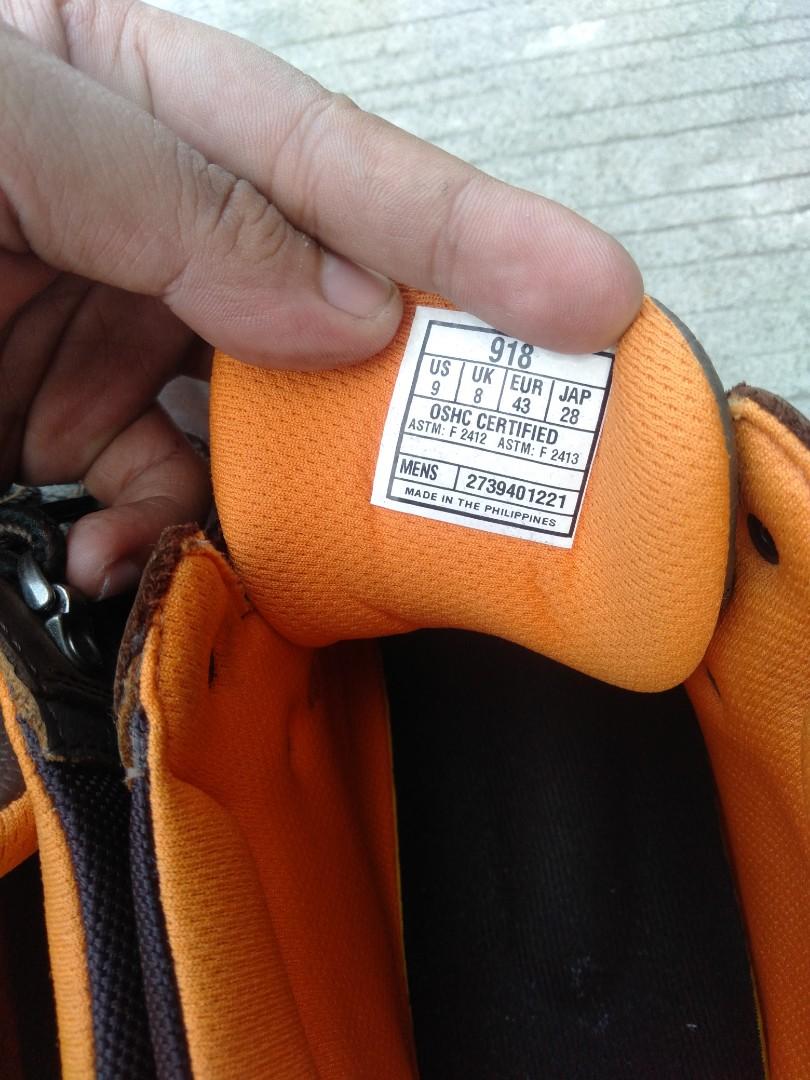 918
US UK EUR JAP
9 8 43 28
OSHC CERTIFIED
ASTM: F 2412 ASTM: F 2413
MENS 2739401221
MADE IN THE PHILIPPINES